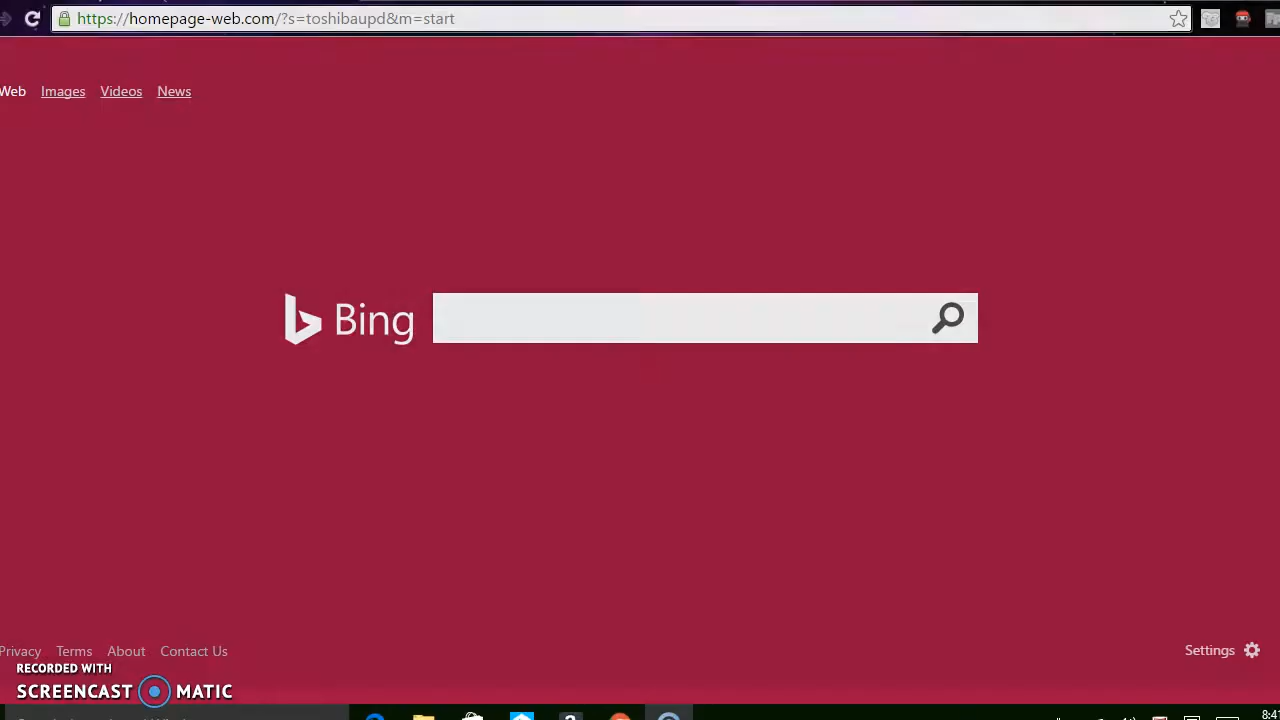 https://homepage-web.com/?s=toshibaupd&m=start
Web Images Videos News
Bing
Privacy Terms About Contact Us
Settings
RECORDED WITH
SCREENCAST MATIC